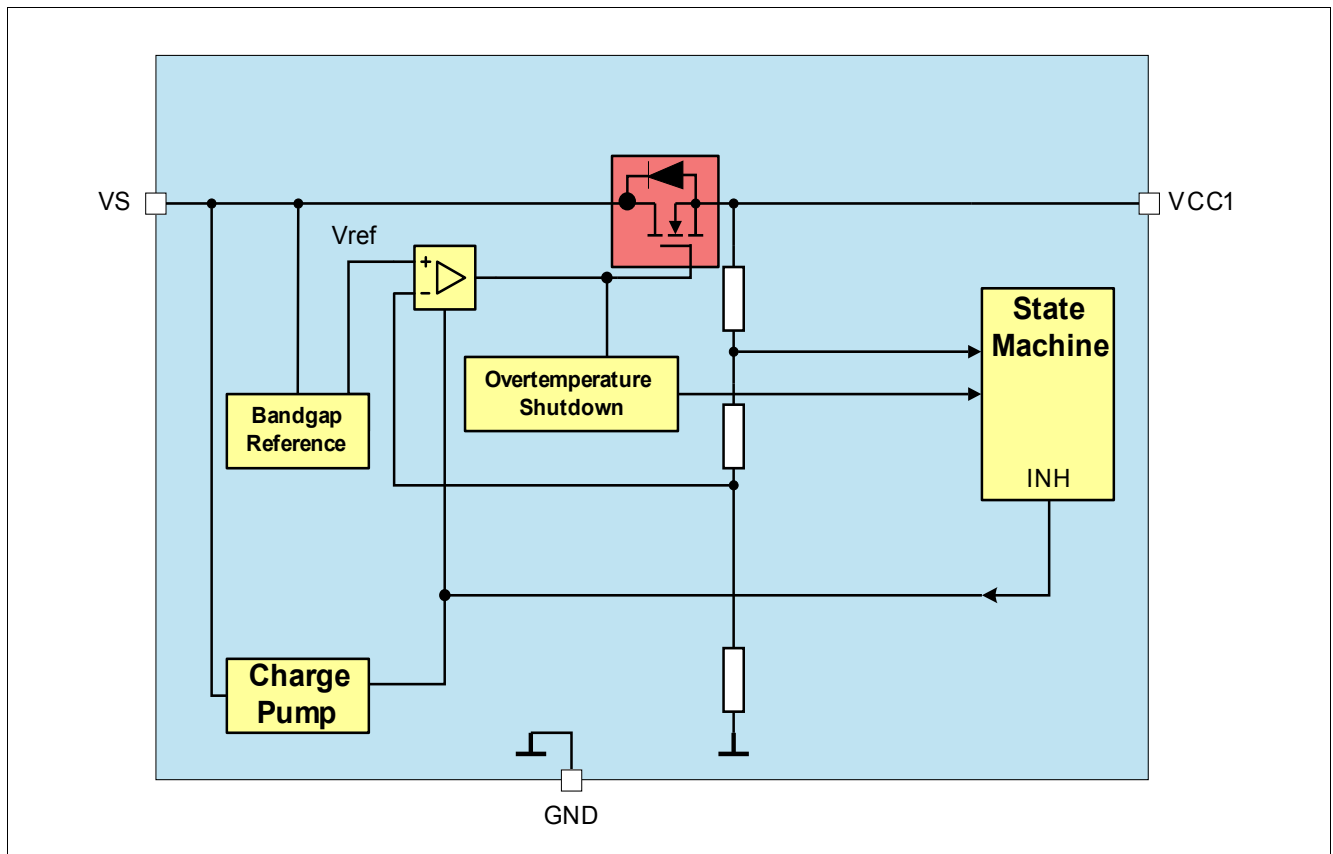 VS
VCC1
Vref
+
-
State
Machine
Overtemperature
Shutdown
Bandgap
Reference
INH
Charge
Pump
GND